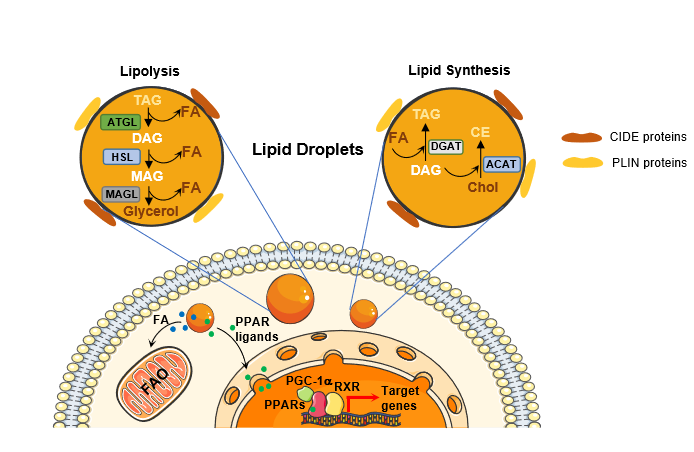 Lipolysis
Lipid Synthesis
TAG
FA
ATGL
DAG
HSL
FA
MAG
MAGL
FA
Glycerol
Lipid Droplets
TAG
FA
DGAT
CE
DAG
ACAT
Chol
CIDE proteins
PLIN proteins
FA
PPAR
ligands
FAO
PGC-1α
RXR
PPARs
Target
genes